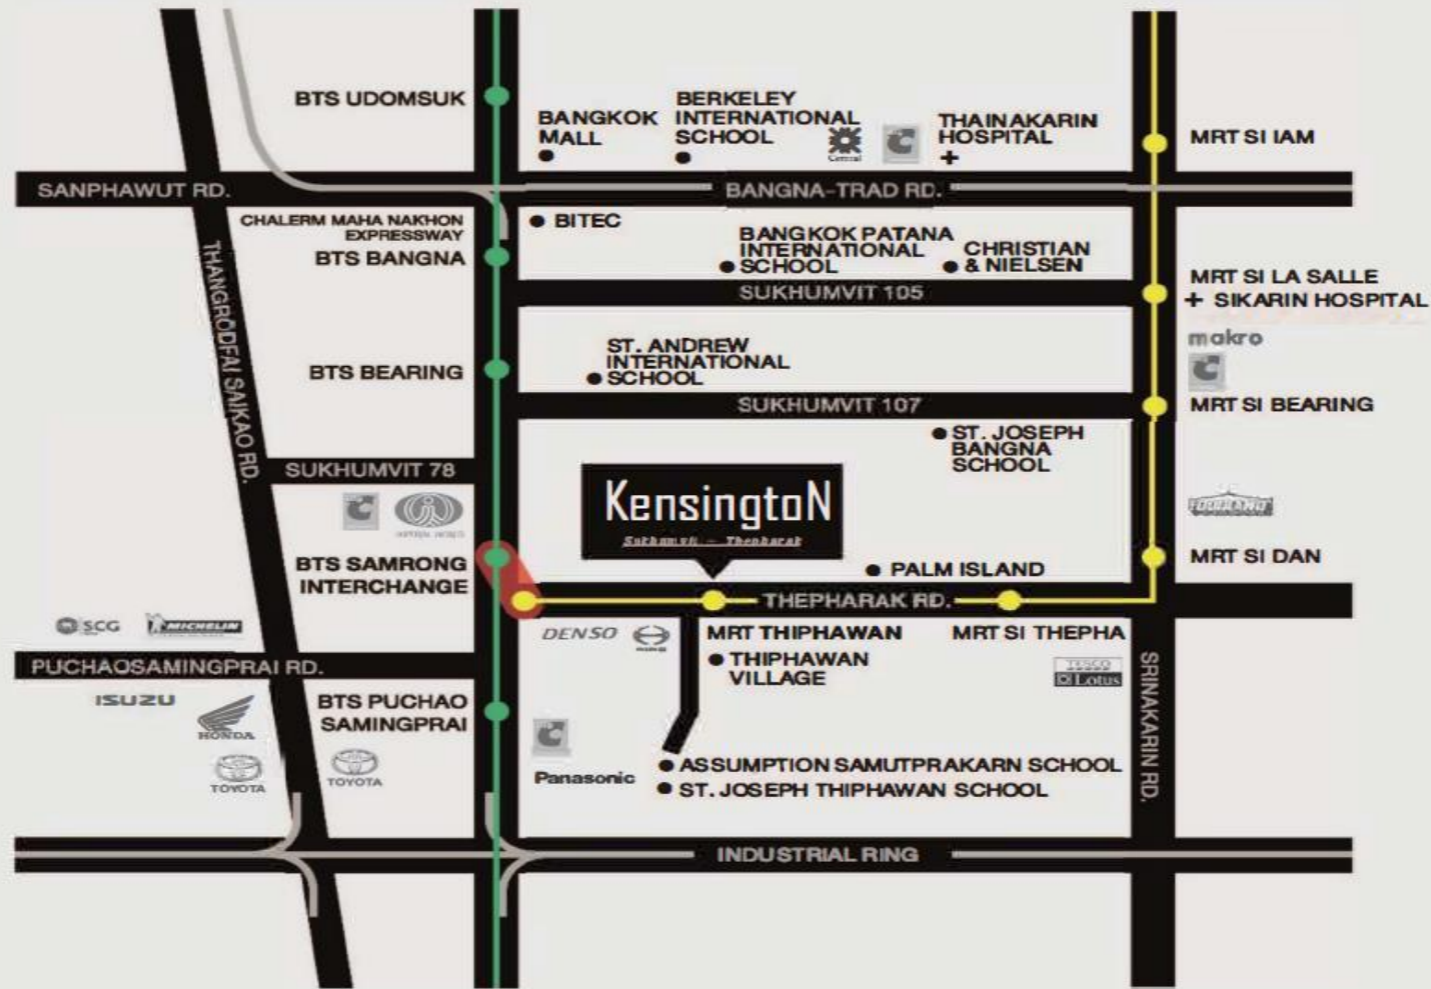 BTS UDOMSUK
BANGKOK
MALL
BERKELEY
INTERNATIONAL
SCHOOL
Central
THAINAKARIN
HOSPITAL
MRT SI IAM
SANPHAWUT RD.
BANGNA-TRAD RD.
CHALERM MAHA NAKHON
EXPRESSWAY
BITEC
BTS BANGNA
BANGKOK PATANA
INTERNATIONAL
SCHOOL
CHRISTIAN
& NIELSEN
MRT SI LA SALLE
+ SIKARIN HOSPITAL
SUKHUMVIT 105
THANGRODFAI SAIKAO RD.
makro
ST. ANDREW
INTERNATIONAL
SCHOOL
BTS BEARING
SUKHUMVIT 107
MRT SI BEARING
ST. JOSEPH
BANGNA
SCHOOL
SUKHUMVIT 78
KensingtoN
Sukhumvit - Thepharak
BTS SAMRONG
INTERCHANGE
PALM ISLAND
MRT SI DAN
THEPHARAK RD.
SCG
MICHELIN
DENSO
HINO
MRT THIPHAWAN
MRT SI THEPHA
PUCHAOSAMINGPRAI RD.
THIPHAWAN
VILLAGE
TESCO
Lotus
SRINAKARIN RD.
ISUZU
HONDA
BTS PUCHAO
SAMINGPRAI
TOYOTA
TOYOTA
Panasonic
ASSUMPTION SAMUTPRAKARN SCHOOL
ST. JOSEPH THIPHAWAN SCHOOL
INDUSTRIAL RING